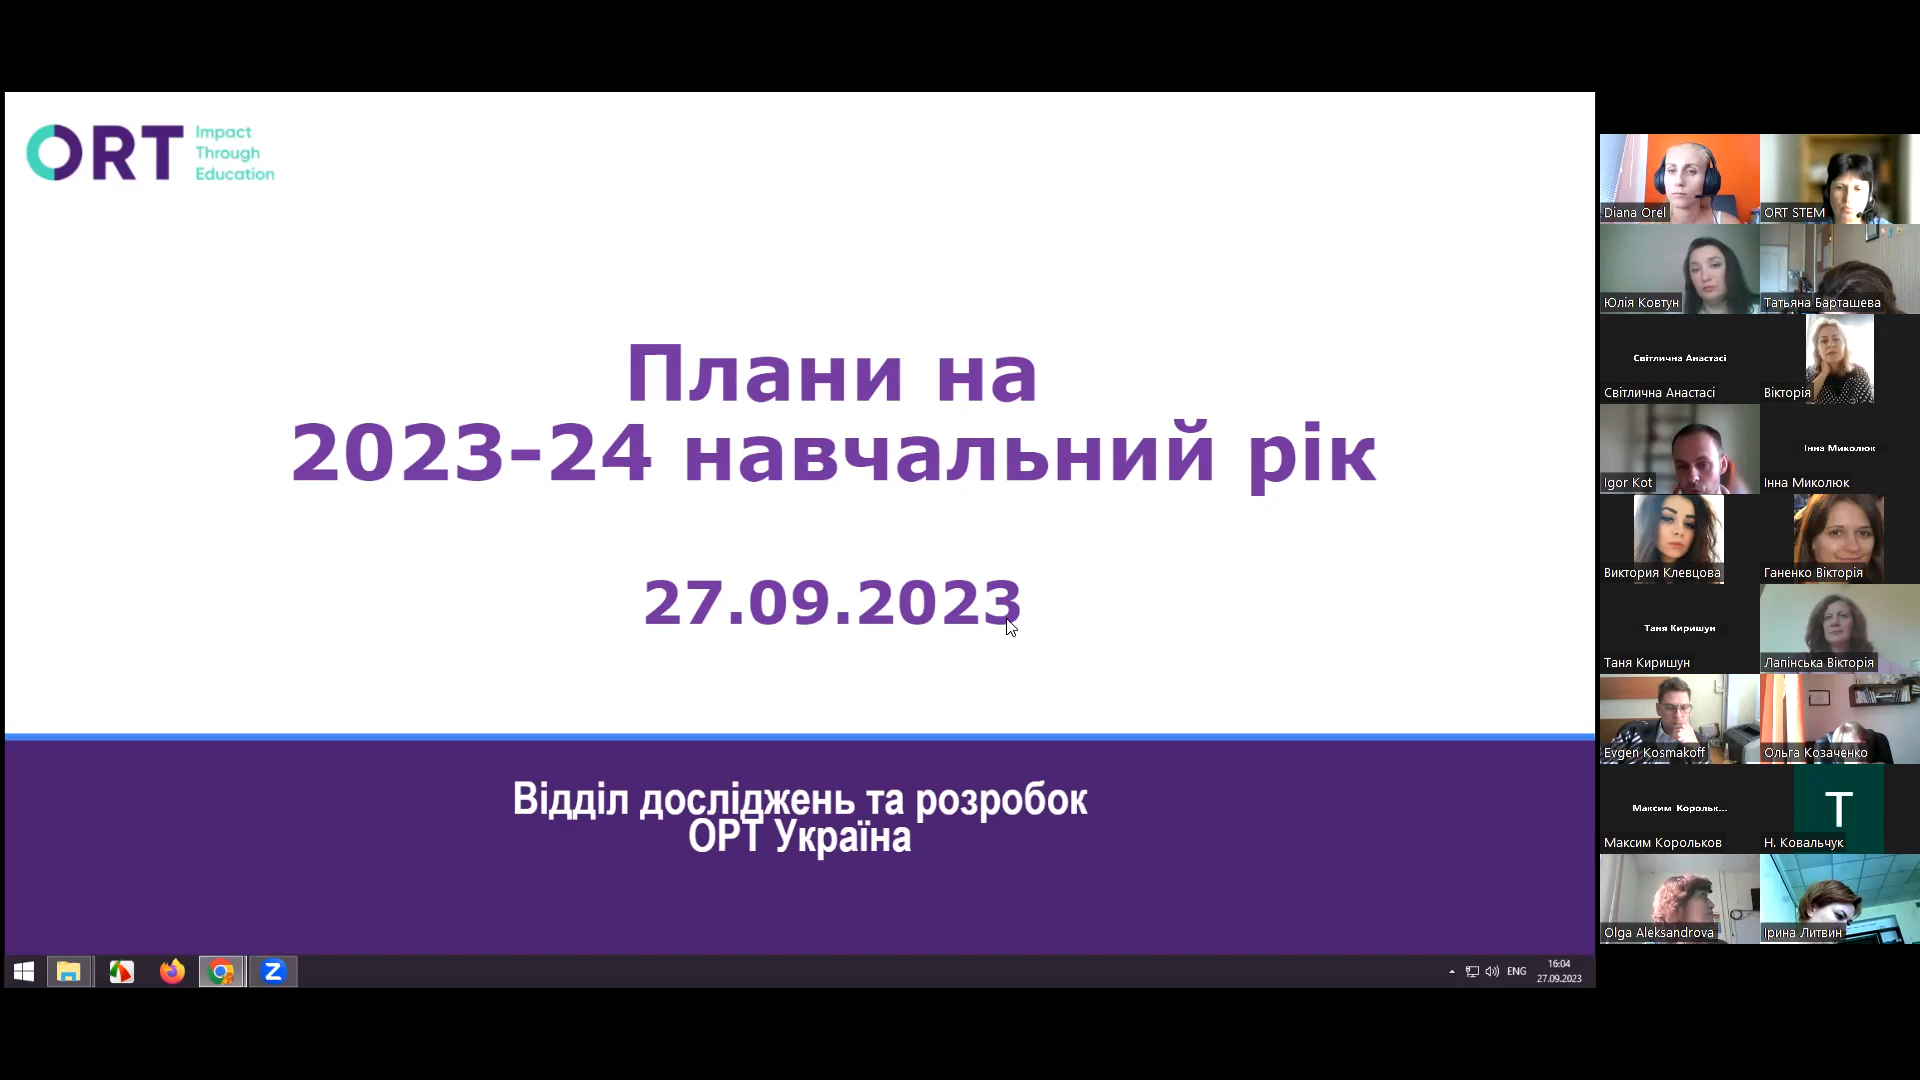 ORT
Impact
Through
Education
Плани на
2023-24 навчальний рік
27.09.2023
Відділ досліджень та розробок
ОРТ Україна
ENG
16:04
27.09.2023
Diana Orel
ORT STEM
Юлія Ковтун
Татьяна Барташева
Світлична Анастасі
Світлична Анастасі
Вікторія
Igor Kot
Інна Миколюк
Інна Миколюк
Виктория Клевцова
Ганенко Вікторія
Таня Киришун
Таня Киришун
Лапінська Вікторія
Evgen Kosmakoff
Ольга Козаченко
Максим Корольк...
Максим Корольков
Т
Н. Ковальчук
Olga Aleksandrova
Ірина Литвин